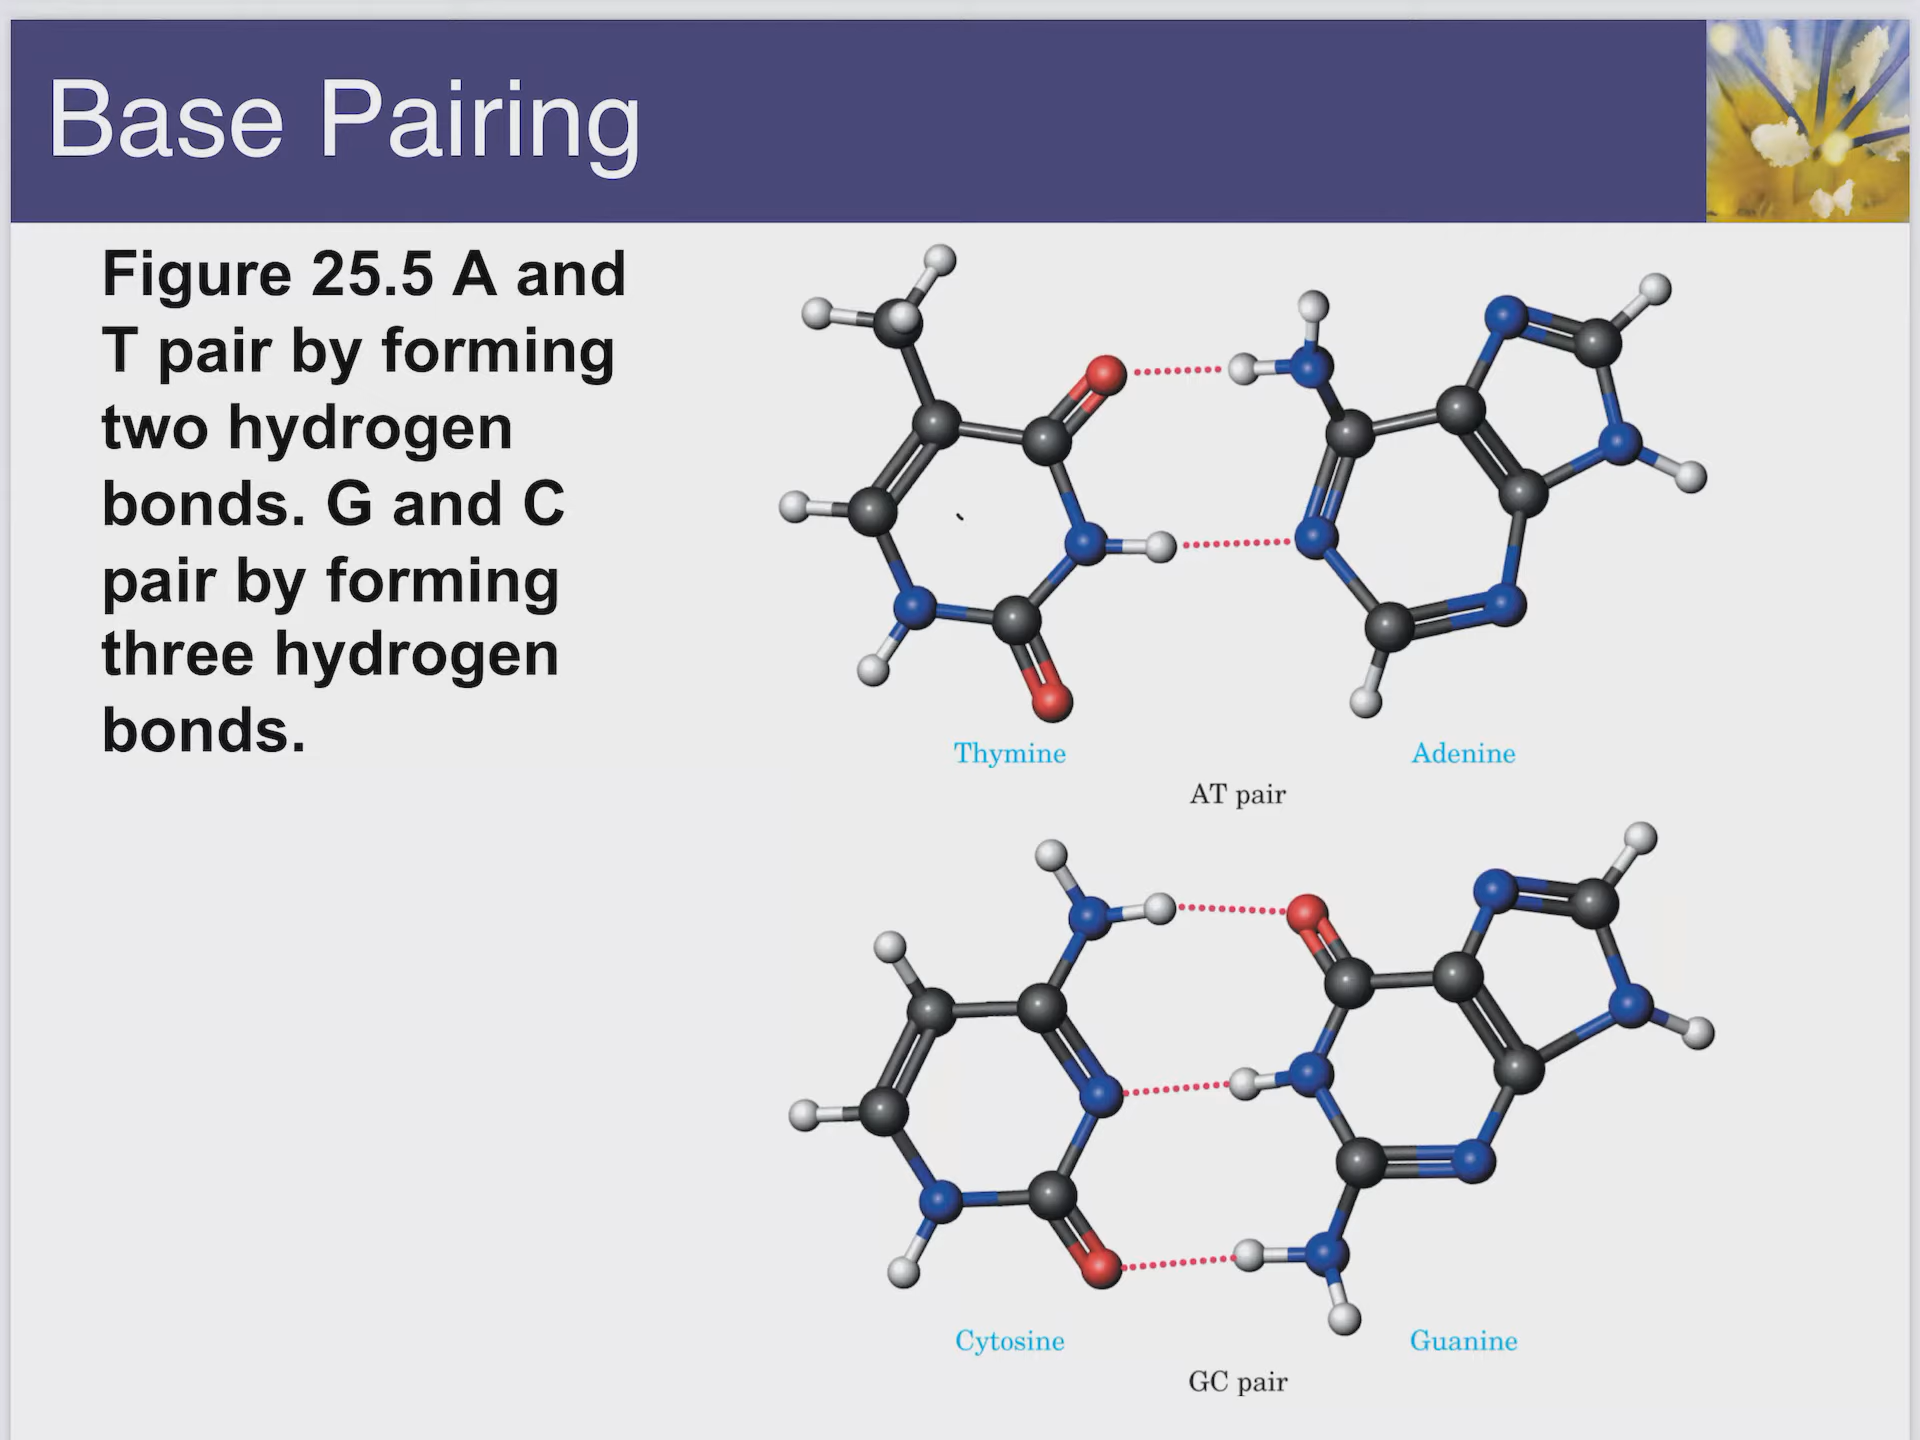 Base Pairing
Figure 25.5 A and
T pair by forming
two hydrogen
bonds. G and C
pair by forming
three hydrogen
bonds.
Thymine
Adenine
AT pair
Cytosine
Guanine
GC pair